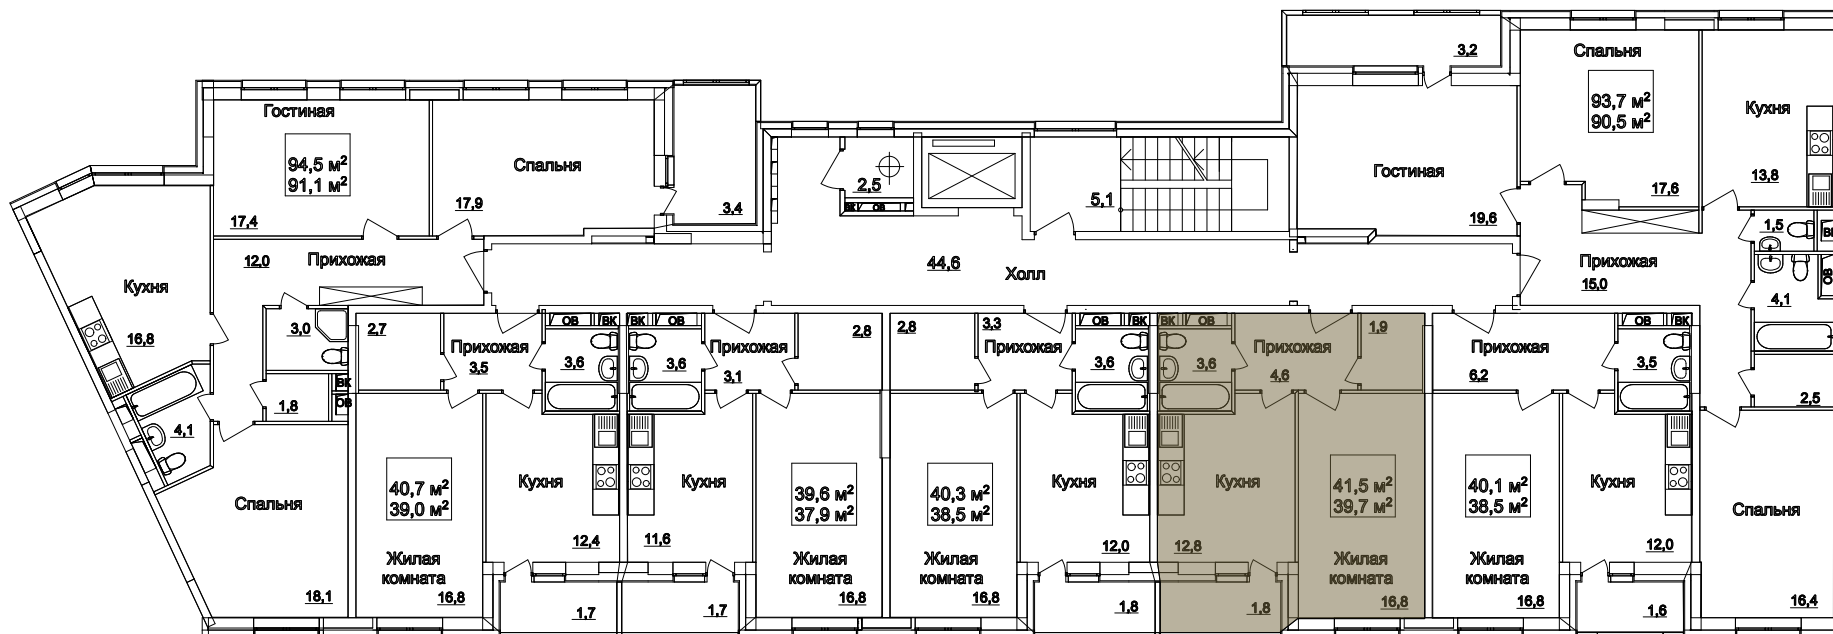 3,2
Спальня
93,7 м²
90,5 м²
Кухня
Гостиная
94,5 м²
91,1 м²
Спальня
Гостиная
2,5
ВК
ОВ
5,1
13,8
17,6
17,4
17,9
3,4
19,6
1,5
ВК
12,0
Прихожая
44,6
Холл
Прихожая
15,0
ОВ
4,1
Кухня
16,8
3,0
2,7
Прихожая
3,5
ОВ
ВК
3,6
ВК
ОВ
3,6
Прихожая
3,1
2,8
2,8
3,3
Прихожая
ОВ
ВК
3,6
ВК
ОВ
3,6
Прихожая
4,6
1,9
Прихожая
6,2
ОВ
ВК
3,5
2,5
ВК
ОВ
1,8
4,1
Спальня
18,1
40,7 м²
39,0 м²
Жилая
комната
16,8
Кухня
12,4
1,7
Кухня
11,6
1,7
39,6 м²
37,9 м²
Жилая
комната
16,8
40,3 м²
38,5 м²
Жилая
комната
16,8
Кухня
12,0
1,8
Кухня
12,8
1,8
41,5 м²
39,7 м²
Жилая
комната
16,8
40,1 м²
38,5 м²
Жилая
комната
16,8
Кухня
12,0
1,6
Спальня
16,4